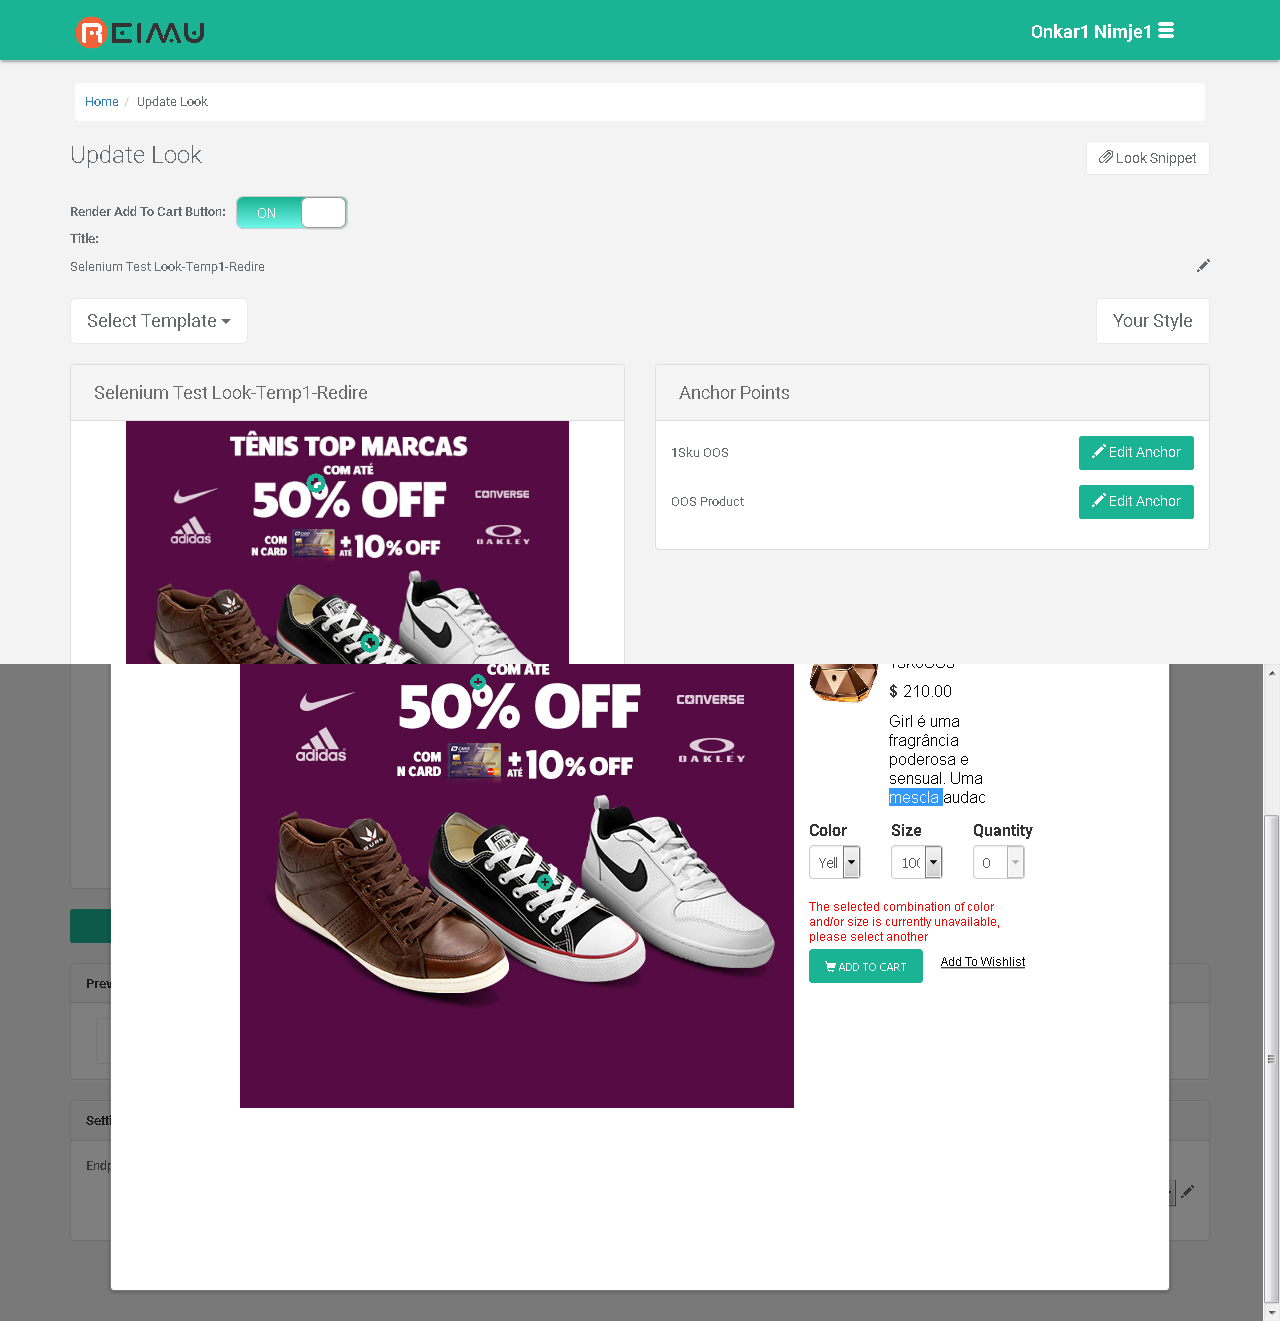 REIMU
Onkar1 Nimje1
Home / Update Look
Update Look
Look Snippet
Render Add To Cart Button:
ON
Title:
Selenium Test Look-Temp1-Redire
Select Template
Your Style
Selenium Test Look-Temp1-Redire
TÊNIS TOP MARCAS
COM ATÉ
50% OFF
CONVERSE
adidas
OAKLEY
COM
N CARD
+
ATÉ
10% OFF
BURN
Anchor Points
1Sku OOS
Edit Anchor
OOS Product
Edit Anchor
COM ATÉ
50% OFF
CONVERSE
adidas
OAKLEY
COM
N CARD
+
ATÉ
10% OFF
BURN
1SKUOOS
$ 210.00
Girl é uma
fragrância
poderosa e
sensual. Uma
mescla audac
Color
Size
Quantity
Yell
100
0
The selected combination of color
and/or size is currently unavailable,
please select another
ADD TO CART
Add To Wishlist
Prev
Setti
Endp